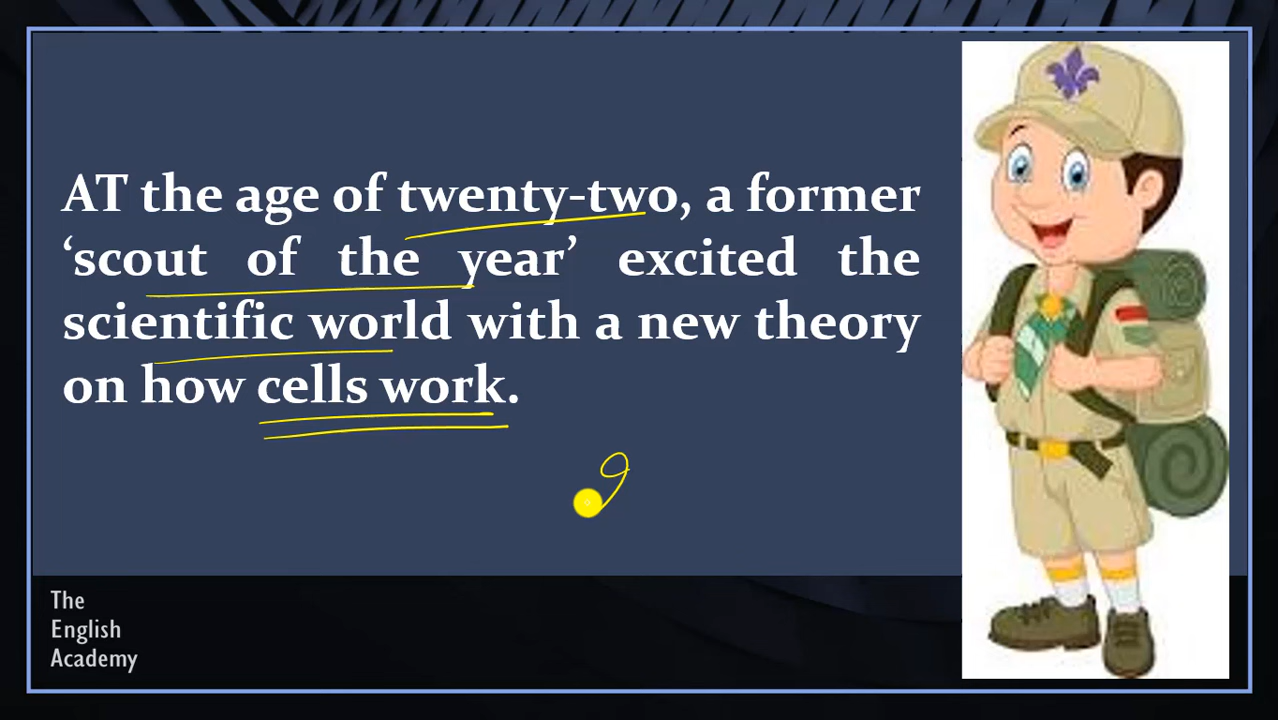 AT the age of twenty-two, a former
‘scout of the year’ excited the
scientific world with a new theory
on how cells work.
The
English
Academy